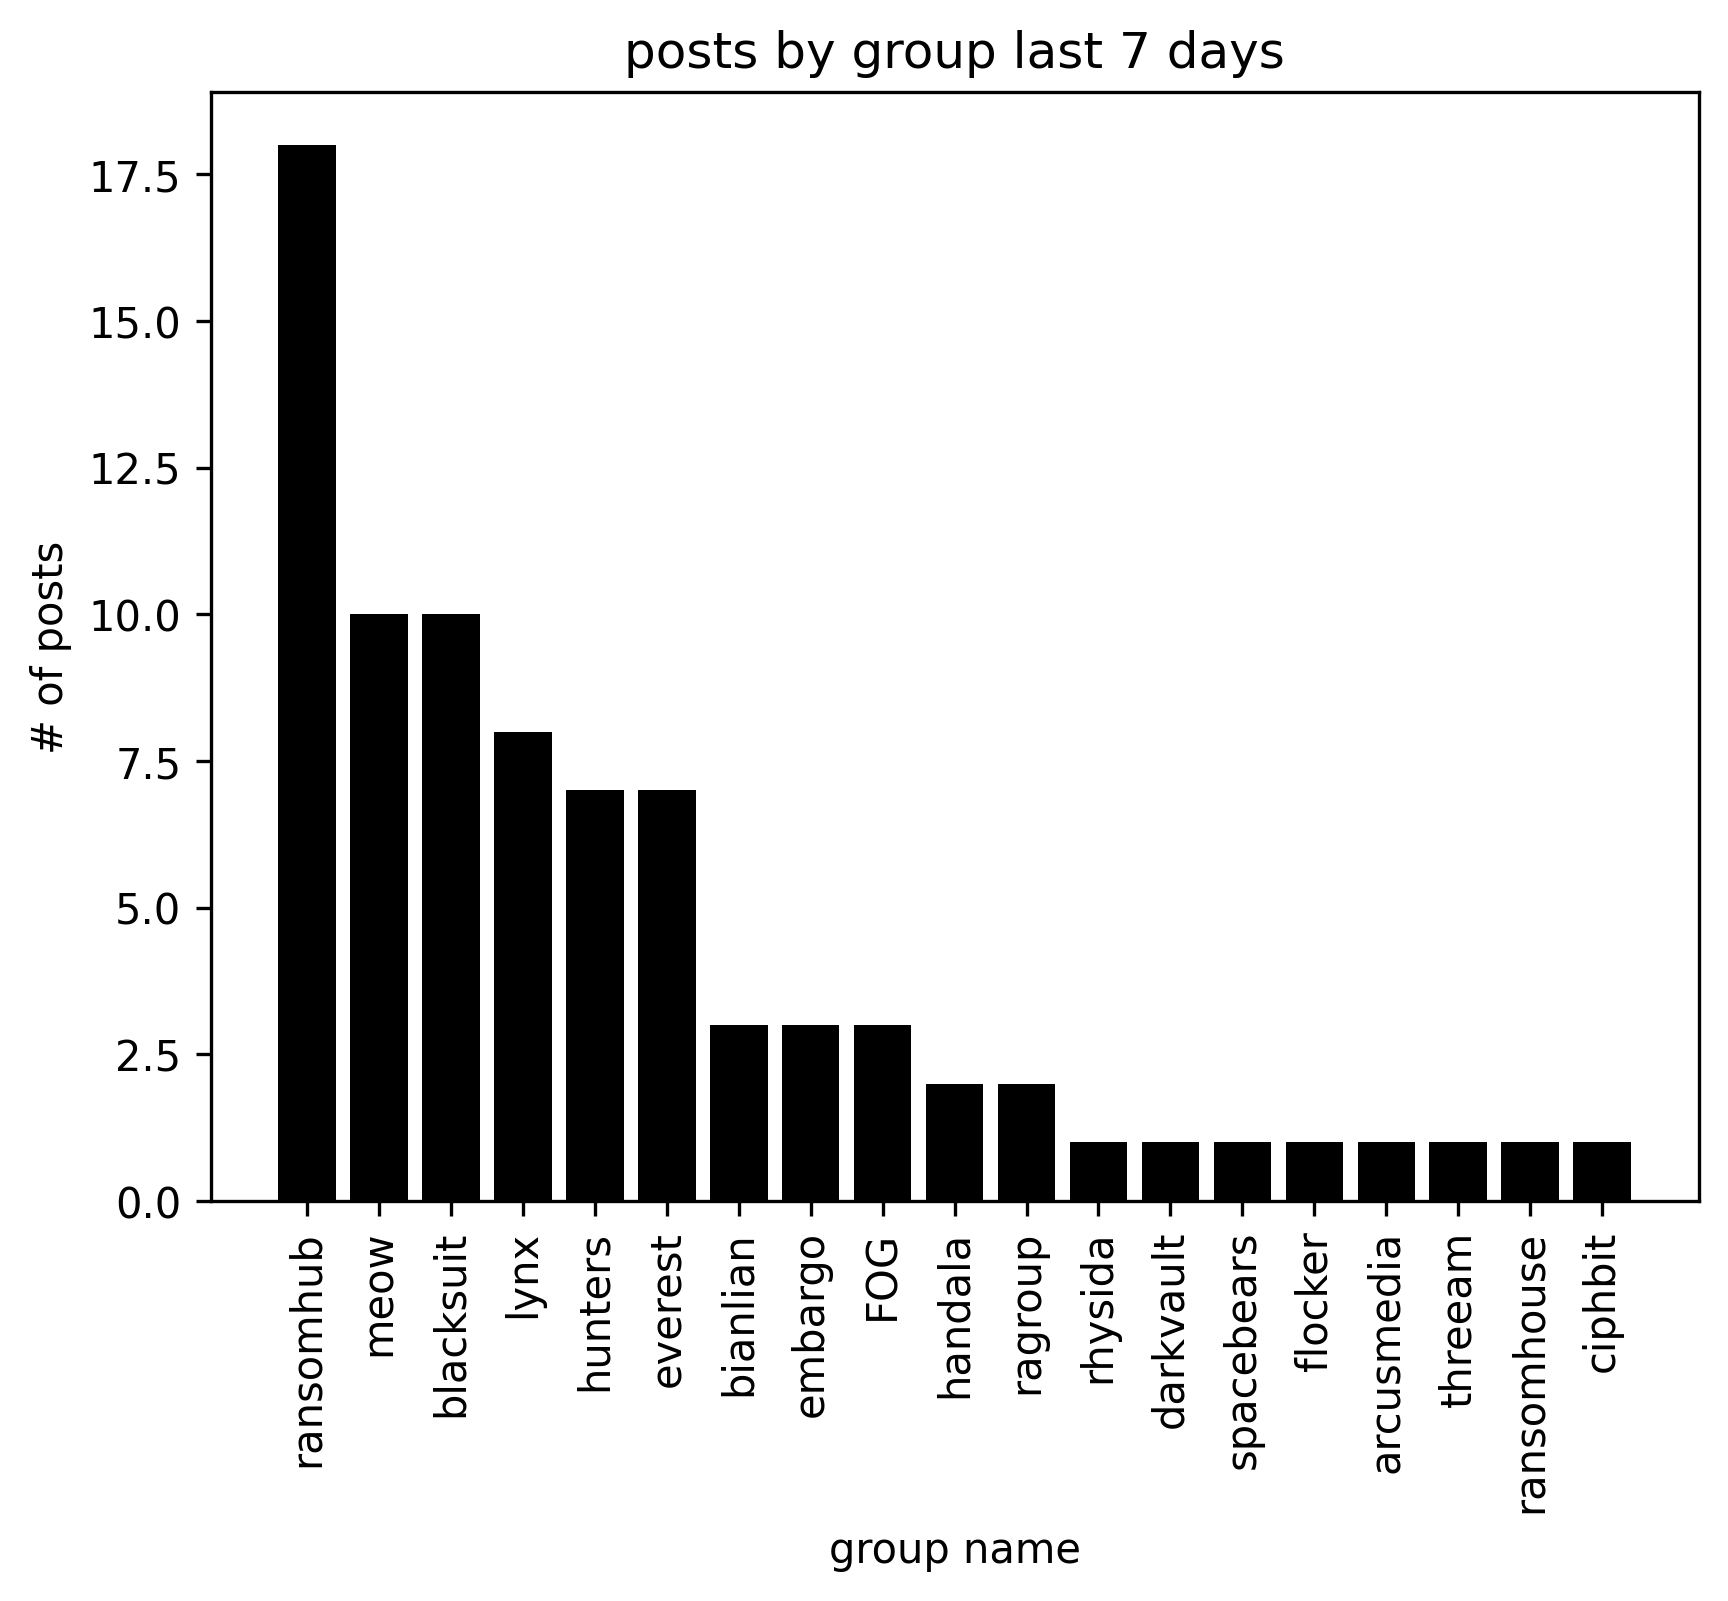 posts by group last 7 days
# of posts
17.5
15.0
12.5
10.0
7.5
5.0
2.5
0.0
ransomhub
meow
blacksuit
lynx
hunters
everest
bianlian
embargo
FOG
handala
ragroup
rhysida
darkvault
spacebears
flocker
arcusmedia
threeam
ransomhouse
ciphbit
group name